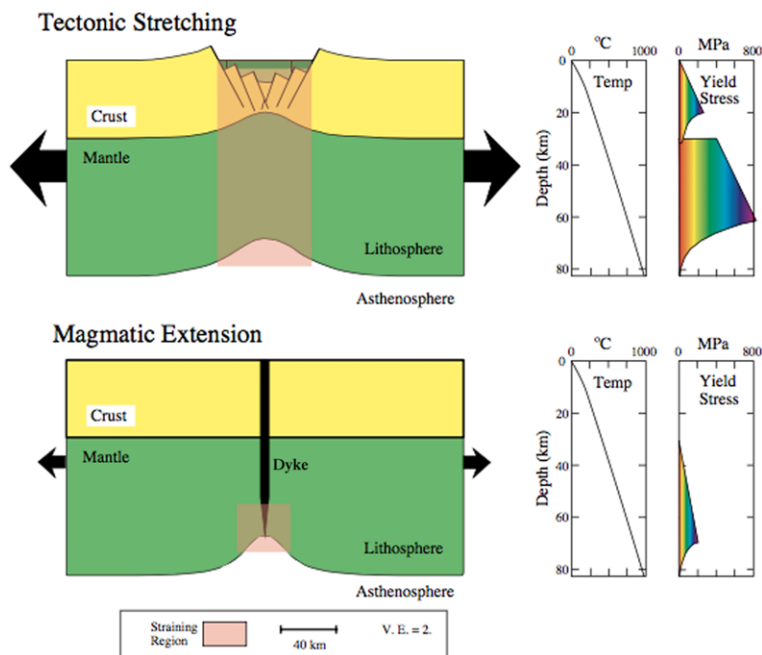 Tectonic Stretching
°C
MPa
0 1000
0 800
0
Temp
Yield
Stress
Crust
20
Mantle
Depth (km)
40
60
Lithosphere
80
Asthenosphere
Magmatic Extension
°C
MPa
0 1000
0 800
0
Temp
Yield
Stress
Crust
20
Mantle
Depth (km)
40
Dyke
60
Lithosphere
80
Asthenosphere
Straining
Region
40 km
V. E. = 2.